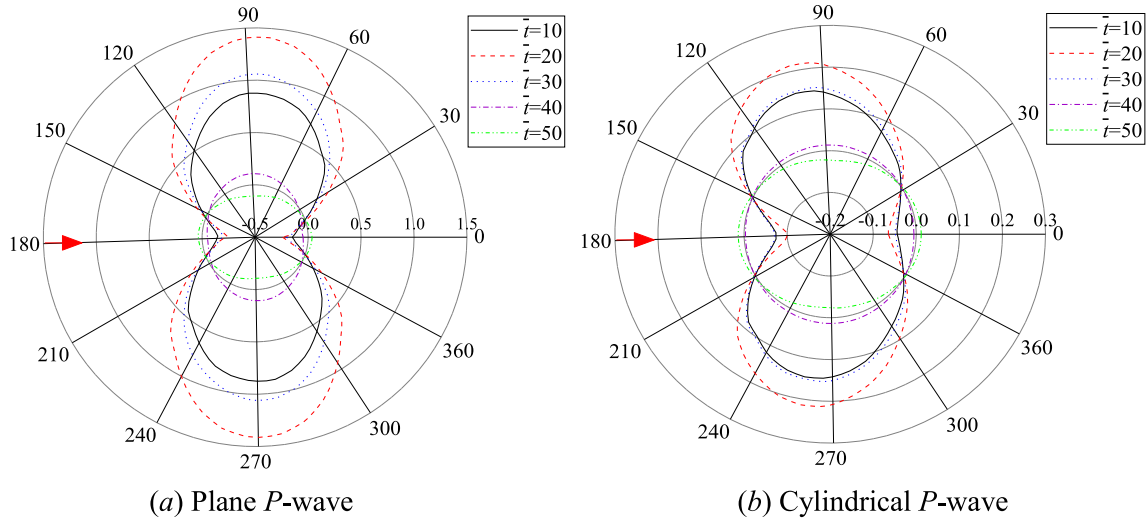 90
120
60
150
30
180
0
-0.5
0.0
0.5
1.0
1.5
210
360
240
300
270
t̄=10
t̄=20
t̄=30
t̄=40
t̄=50
(a) Plane P-wave
90
120
60
150
30
180
0
-0.2
-0.1
0.0
0.1
0.2
0.3
210
360
240
300
270
t̄=10
t̄=20
t̄=30
t̄=40
t̄=50
(b) Cylindrical P-wave